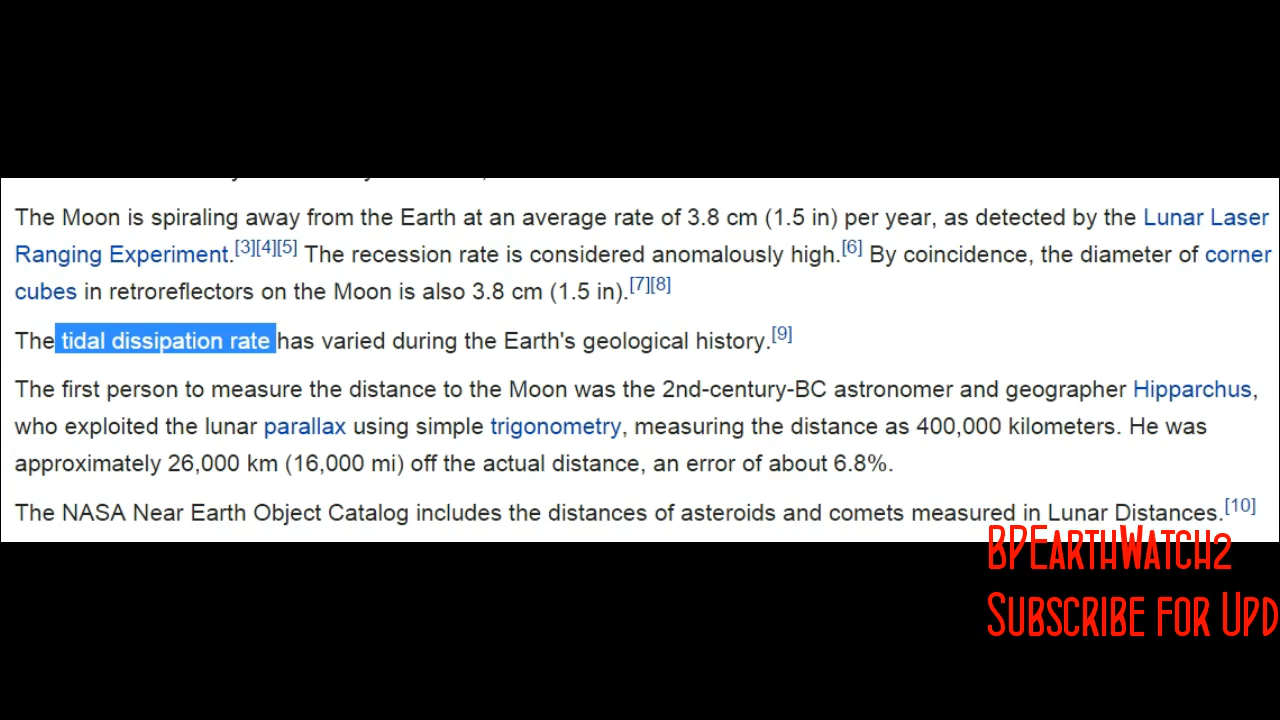 The Moon is spiraling away from the Earth at an average rate of 3.8 cm (1.5 in) per year, as detected by the Lunar Laser
Ranging Experiment.[3][4][5] The recession rate is considered anomalously high.[6] By coincidence, the diameter of corner
cubes in retroreflectors on the Moon is also 3.8 cm (1.5 in).[7][8]
The tidal dissipation rate has varied during the Earth's geological history.[9]
The first person to measure the distance to the Moon was the 2nd-century-BC astronomer and geographer Hipparchus,
who exploited the lunar parallax using simple trigonometry, measuring the distance as 400,000 kilometers. He was
approximately 26,000 km (16,000 mi) off the actual distance, an error of about 6.8%.
The NASA Near Earth Object Catalog includes the distances of asteroids and comets measured in Lunar Distances.[10]
BPEarthWatch2
Subscribe for Upd